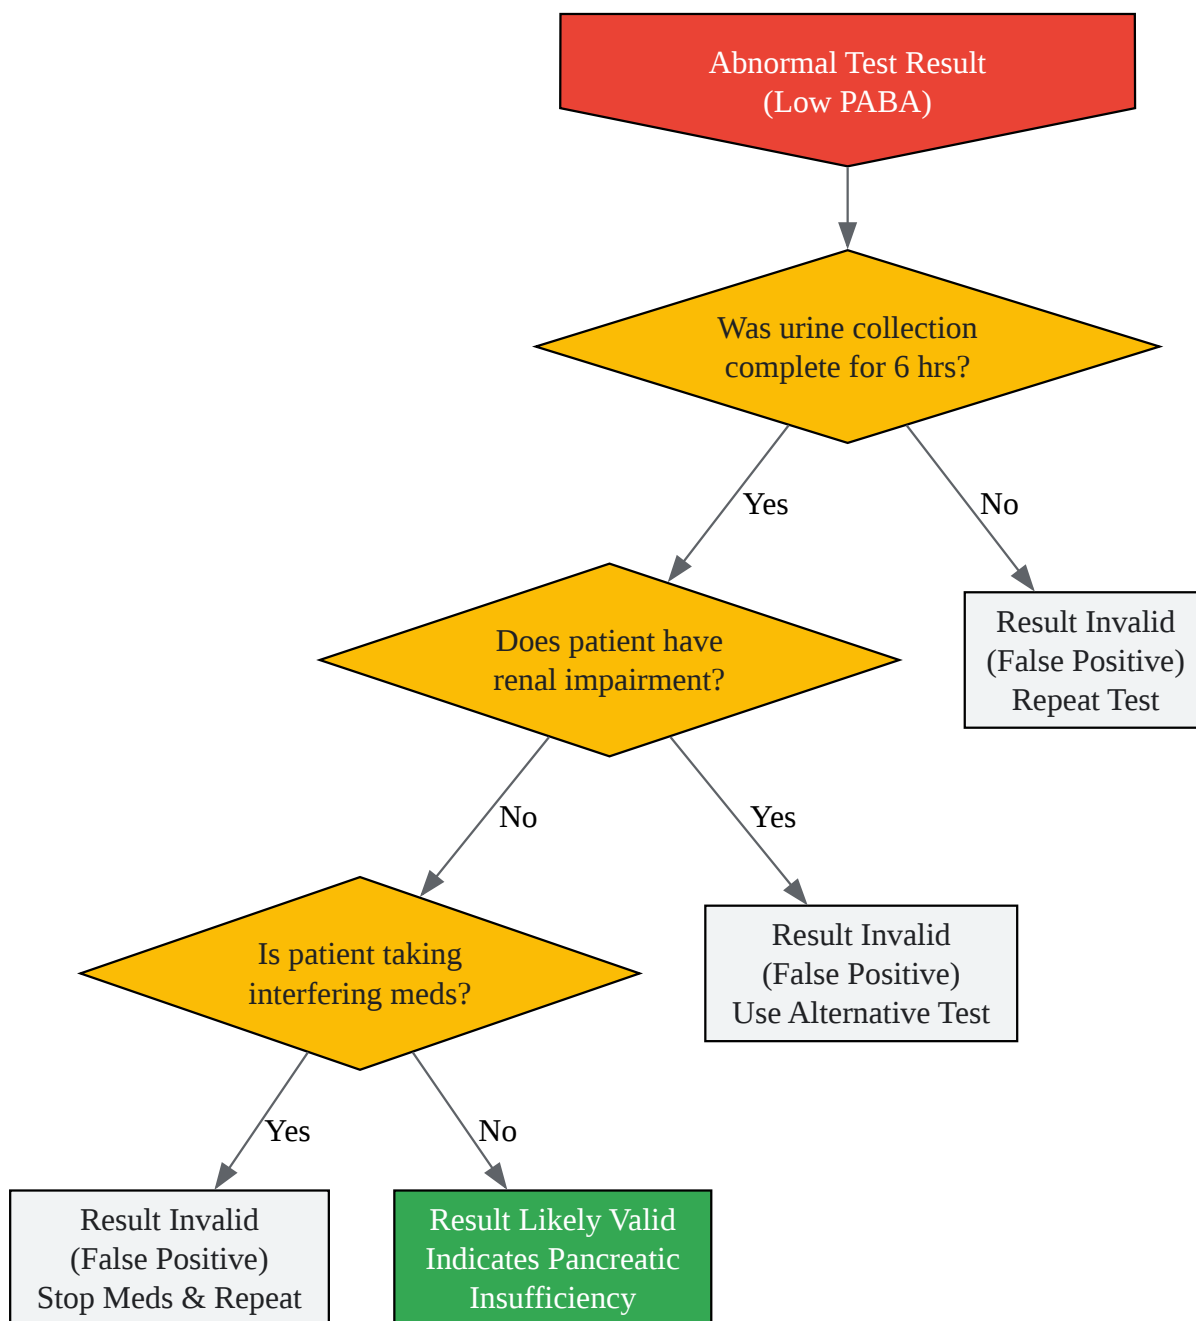 Abnormal Test Result
(Low PABA)
Was urine collection
complete for 6 hrs?
Yes
No
Does patient have
renal impairment?
Result Invalid
(False Positive)
Repeat Test
No
Yes
Is patient taking
interfering meds?
Result Invalid
(False Positive)
Use Alternative Test
Yes
No
Result Invalid
(False Positive)
Stop Meds & Repeat
Result Likely Valid
Indicates Pancreatic
Insufficiency